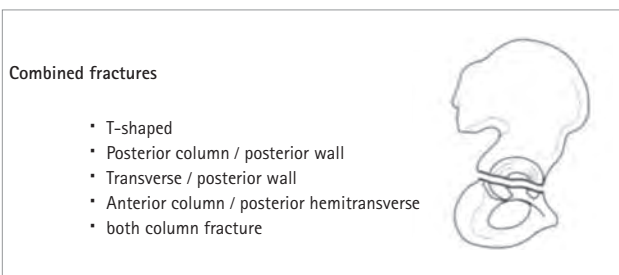 Combined fractures
· T-shaped
· Posterior column / posterior wall
· Transverse / posterior wall
· Anterior column / posterior hemitransverse
· both column fracture